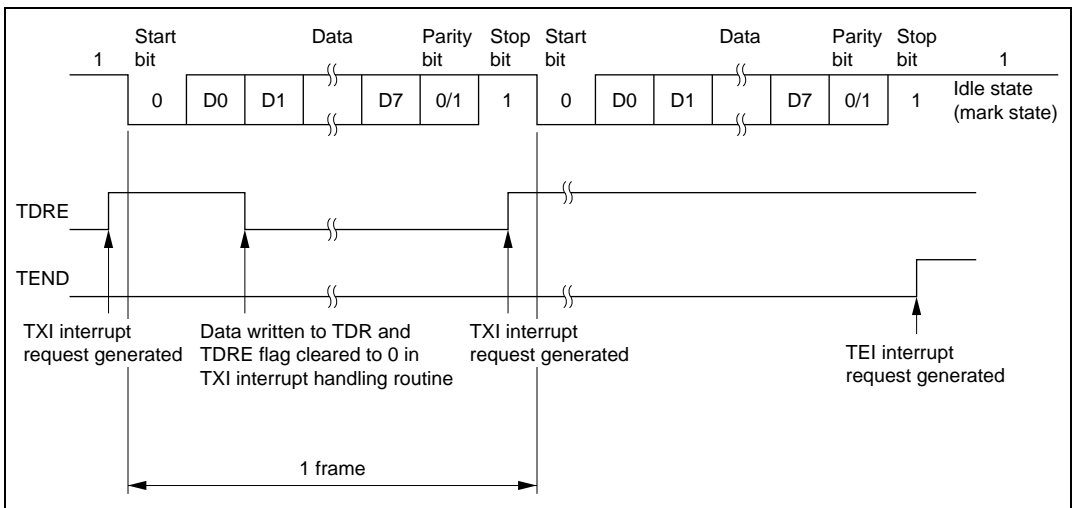 Start bit
Data
Parity bit
Stop bit
Start bit
Data
Parity bit
Stop bit
1
1
0
D0
D1
D7
0/1
1
0
D0
D1
D7
0/1
1
Idle state
(mark state)
TDRE
TEND
TXI interrupt
request generated
Data written to TDR and
TDRE flag cleared to 0 in
TXI interrupt handling routine
TXI interrupt
request generated
TEI interrupt
request generated
1 frame